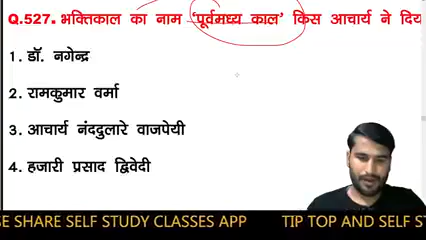 Q.527. भक्तिकाल का नाम ‘पूर्वमध्य काल’ किस आचार्य ने दिय
1. डॉ. नगेन्द्र
2. रामकुमार वर्मा
3. आचार्य नंददुलारे वाजपेयी
4. हजारी प्रसाद द्विवेदी
SE SHARE SELF STUDY CLASSES APP TIP TOP AND SELF ST